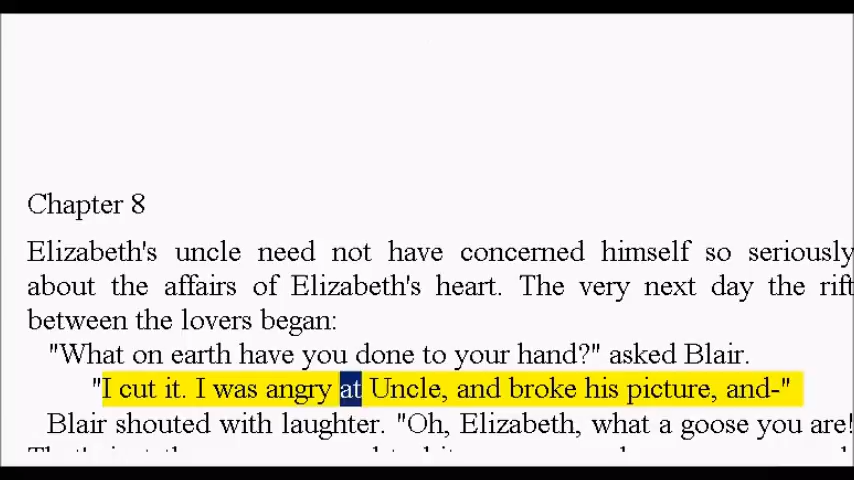 Chapter 8
Elizabeth's uncle need not have concerned himself so seriously
about the affairs of Elizabeth's heart. The very next day the rift
between the lovers began:
"What on earth have you done to your hand?" asked Blair.
"I cut it. I was angry at Uncle, and broke his picture, and-"
Blair shouted with laughter. "Oh, Elizabeth, what a goose you are!